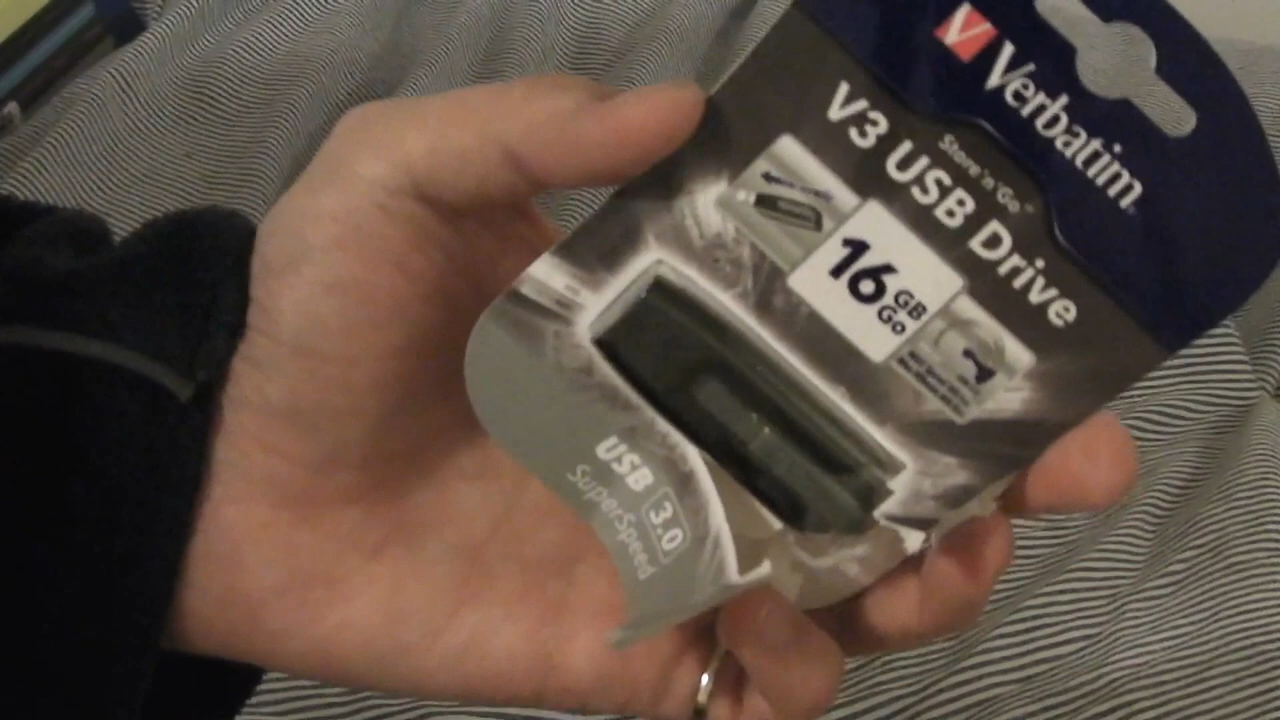 Verbatim
Store 'n' Go
V3 USB Drive
16
GB
Go
USB 3.0
SuperSpeed